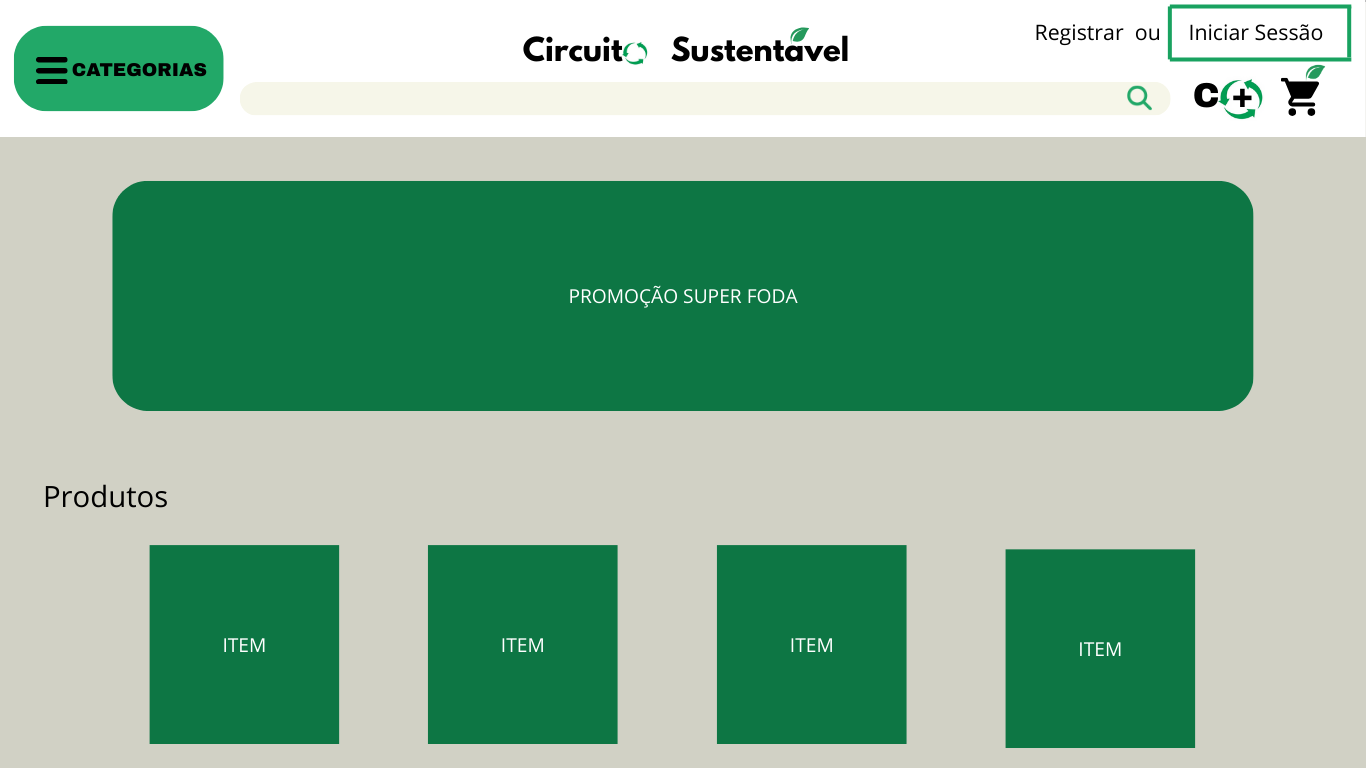 CATEGORIAS
Circuito Sustentável
Registrar ou Iniciar Sessão
C+
PROMOÇÃO SUPER FODA
Produtos
ITEM ITEM ITEM ITEM